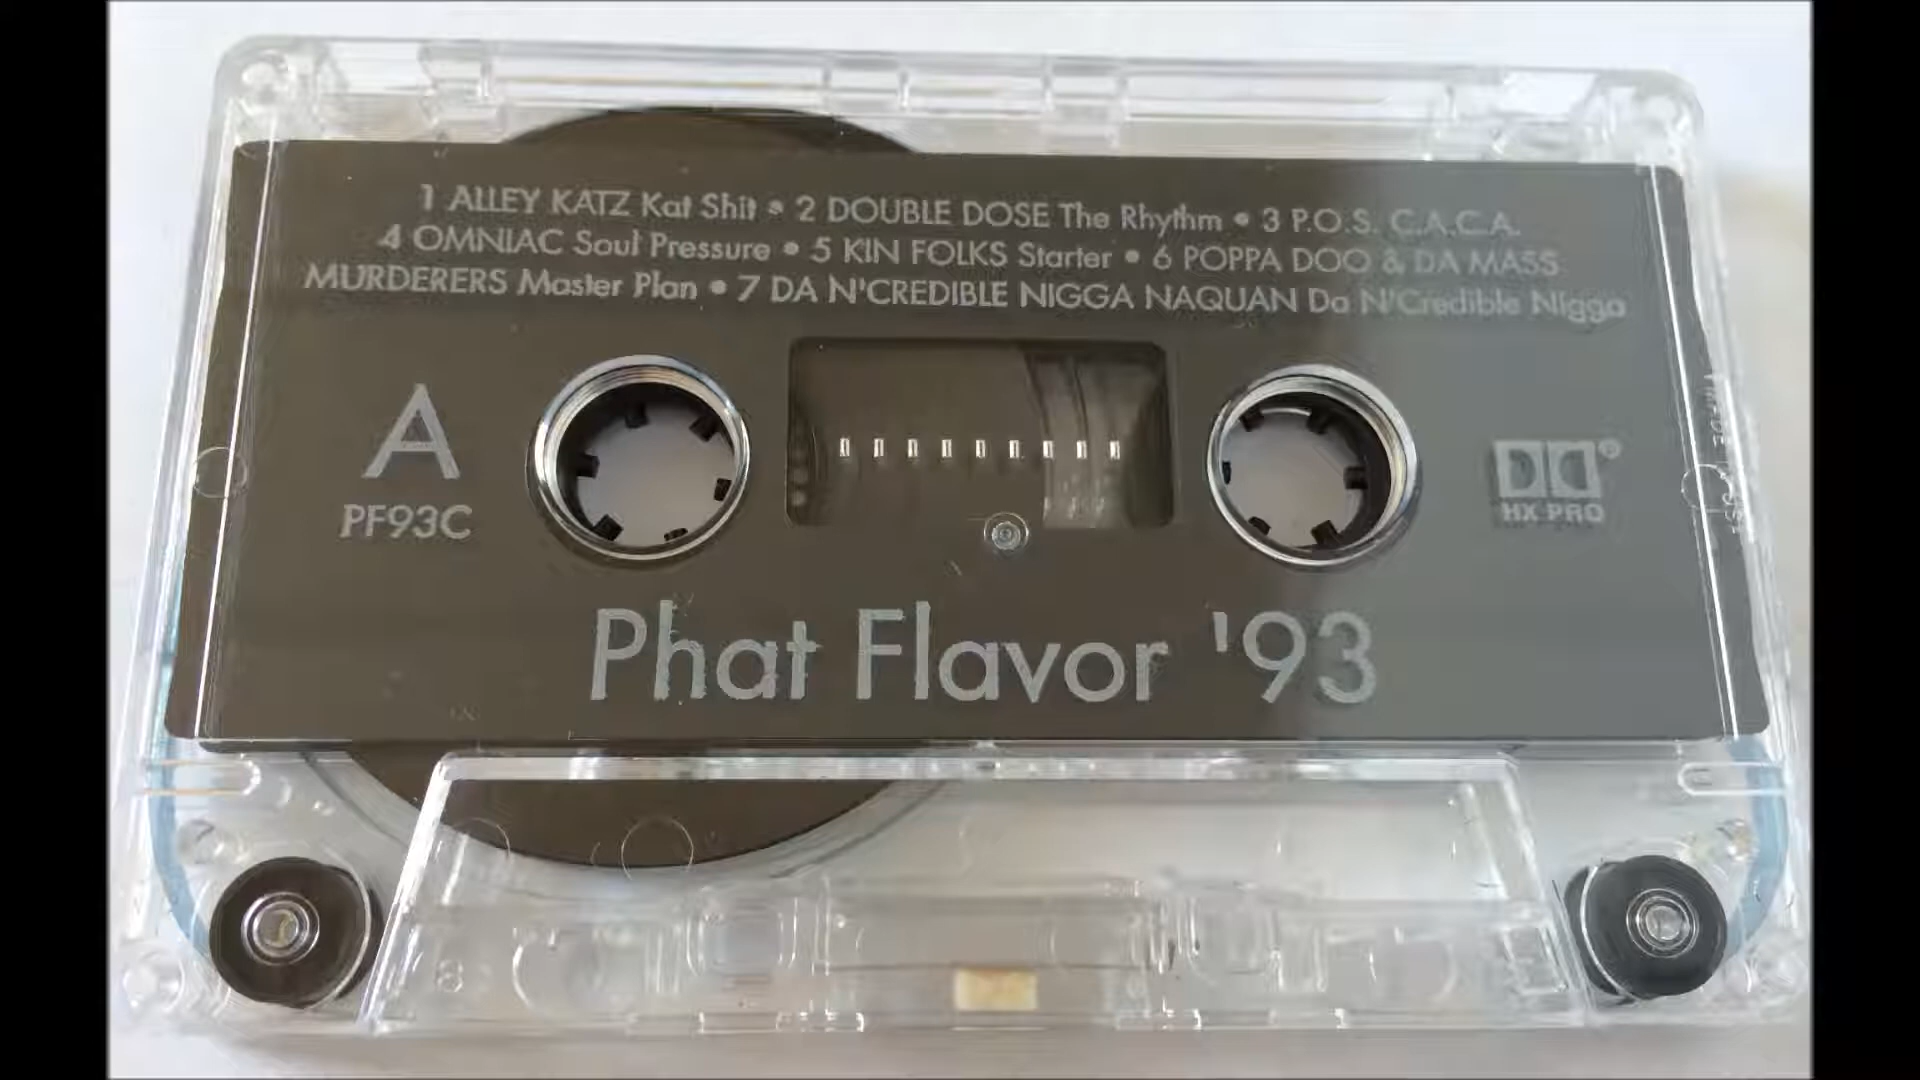 1 ALLEY KATZ Kat Shit • 2 DOUBLE DOSE The Rhythm • 3 P.O.S. C.A.C.A.
4 OMNIAC Soul Pressure • 5 KIN FOLKS Starter • 6 POPPA DOO & DA MASS
MURDERERS Master Plan • 7 DA N'CREDIBLE NIGGA NAQUAN Da N'Credible Nigga
A
PF93C
HX PRO
Phat Flavor '93
8